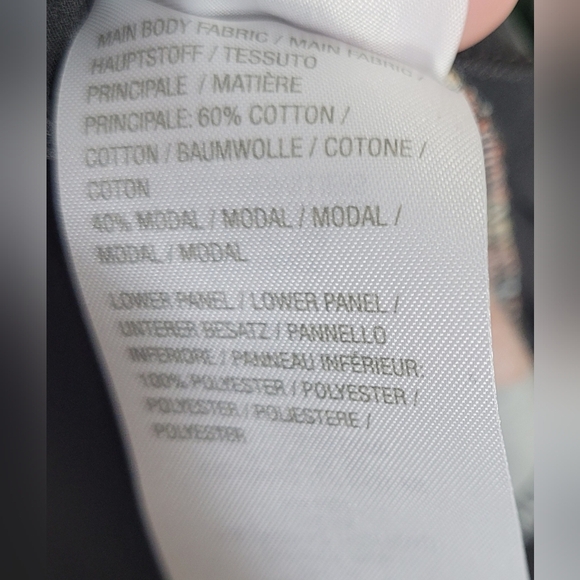 MAIN BODY FABRIC / MAIN FABRIC /
HAUPTSTOFF / TESSUTO
PRINCIPALE / MATIÈRE
PRINCIPALE: 60% COTTON /
COTTON / BAUMWOLLE / COTONE /
COTON
40% MODAL / MODAL / MODAL /
MODAL / MODAL
LOWER PANEL / LOWER PANEL /
UNTERER BESATZ / PANNELLO
INFERIORE / PANNEAU INFÉRIEUR:
100% POLYESTER / POLYESTER /
POLYESTER / POLIESTERE /
POLYESTER